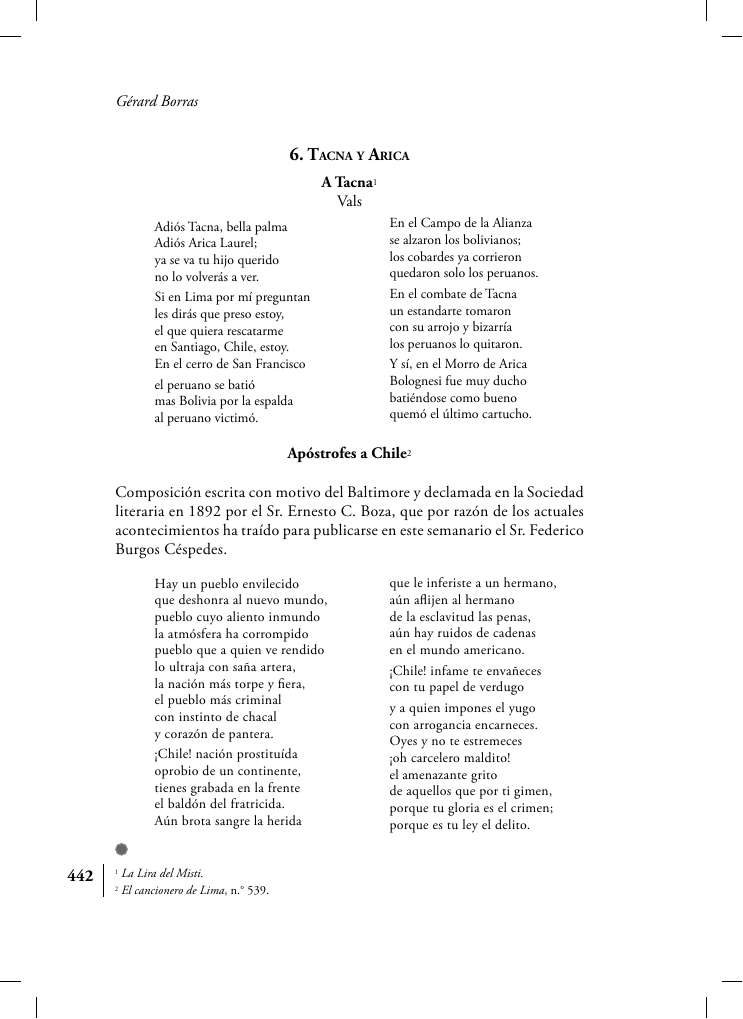 Gérard Borras
6. Tacna y Arica
A Tacna1
Vals
Adiós Tacna, bella palma
Adiós Arica Laurel;
ya se va tu hijo querido
no lo volverás a ver.
Si en Lima por mí preguntan
les dirás que preso estoy,
el que quiera rescatarme
en Santiago, Chile, estoy.
En el cerro de San Francisco
el peruano se batió
mas Bolivia por la espalda
al peruano victimó.
En el Campo de la Alianza
se alzaron los bolivianos;
los cobardes ya corrieron
quedaron solo los peruanos.
En el combate de Tacna
un estandarte tomaron
con su arrojo y bizarría
los peruanos lo quitaron.
Y sí, en el Morro de Arica
Bolognesi fue muy ducho
batiéndose como bueno
quemó el último cartucho.
Apóstrofes a Chile2
Composición escrita con motivo del Baltimore y declamada en la Sociedad
literaria en 1892 por el Sr. Ernesto C. Boza, que por razón de los actuales
acontecimientos ha traído para publicarse en este semanario el Sr. Federico
Burgos Céspedes.
Hay un pueblo envilecido
que deshonra al nuevo mundo,
pueblo cuyo aliento inmundo
la atmósfera ha corrompido
pueblo que a quien ve rendido
lo ultraja con saña artera,
la nación más torpe y fiera,
el pueblo más criminal
con instinto de chacal
y corazón de pantera.
¡Chile! nación prostituída
oprobio de un continente,
tienes grabada en la frente
el baldón del fratricida.
Aún brota sangre la herida
que le inferiste a un hermano,
aún aflijen al hermano
de la esclavitud las penas,
aún hay ruidos de cadenas
en el mundo americano.
¡Chile! infame te envañeces
con tu papel de verdugo
y a quien impones el yugo
con arrogancia encarneces.
Oyes y no te estremeces
¡oh carcelero maldito!
el amenazante grito
de aquellos que por ti gimen,
porque tu gloria es el crimen;
porque es tu ley el delito.
442
1 La Lira del Misti.
2 El cancionero de Lima, n.° 539.